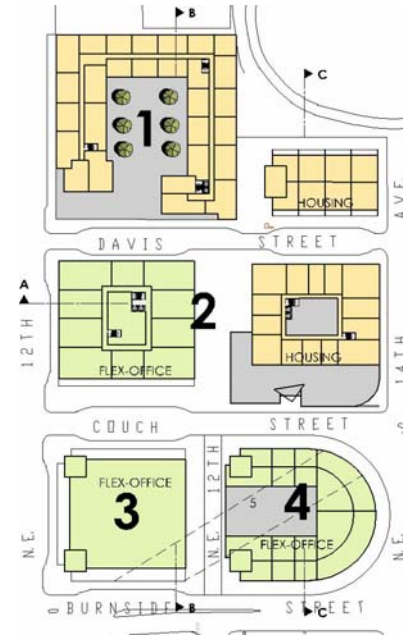 B
C
1
HOUSING
AVE.
DAVIS STREET
A
2
12TH
14TH
FLEX-OFFICE
HOUSING
COUCH STREET
12TH
FLEX-OFFICE
3
4
5
FLEX-OFFICE
N.E.
N.E.
N.E.
BURNSIDE STREET
B
C